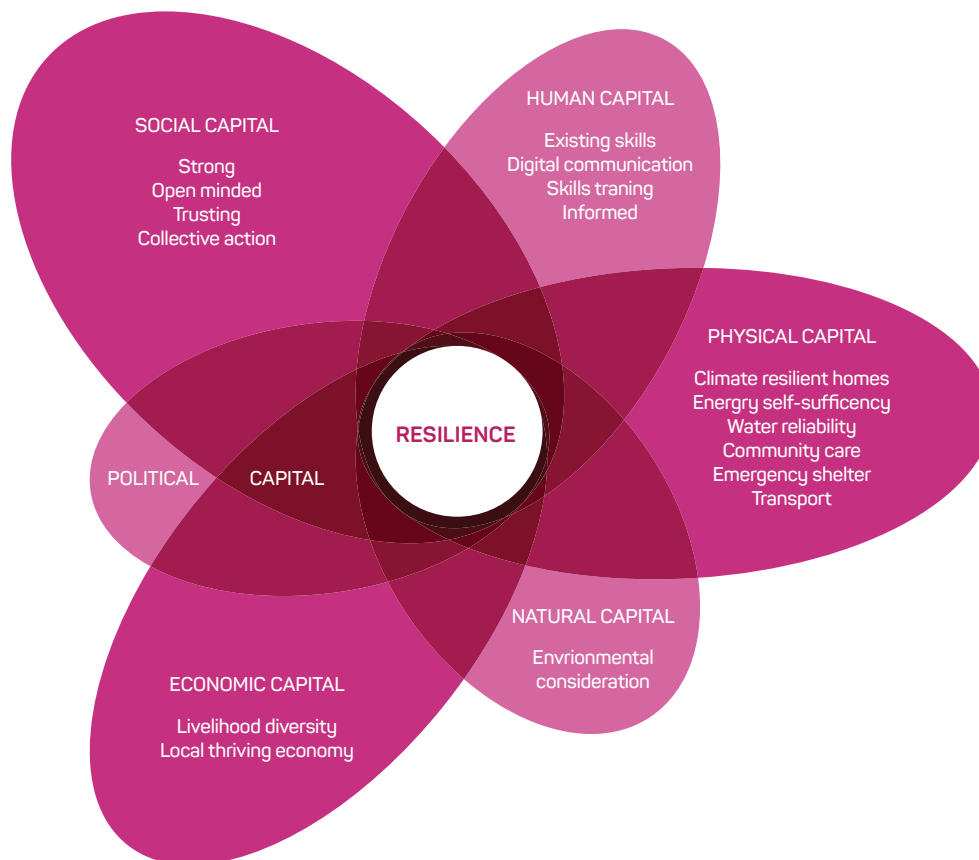 SOCIAL CAPITAL
Strong
Open minded
Trusting
Collective action
HUMAN CAPITAL
Existing skills
Digital communication
Skills traning
Informed
PHYSICAL CAPITAL
Climate resilient homes
Energry self-sufficency
Water reliability
Community care
Emergency shelter
Transport
RESILIENCE
POLITICAL CAPITAL
NATURAL CAPITAL
Envrionmental
consideration
ECONOMIC CAPITAL
Livelihood diversity
Local thriving economy